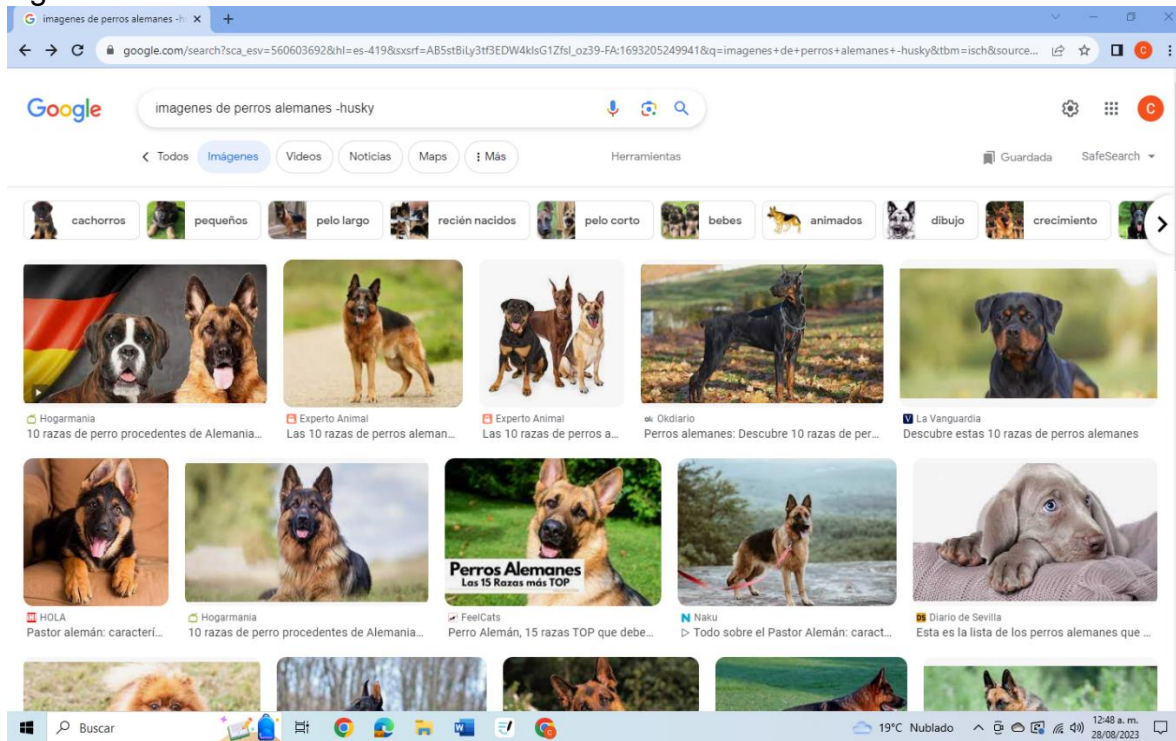 imagenes de perros alemanes -h
google.com/search?sca_esv=560603692&hl=es-419&sxsrf=AB5stBiLy3tf3EDW4klsG1Zfsl_oz39-FA:1693205249941&q=imagenes+de+perros+alemanes+-husky&tbm=isch&source...
Google imagenes de perros alemanes -husky C
Todos Imágenes Videos Noticias Maps Más Herramientas Guardada SafeSearch
cachorros pequeños pelo largo recién nacidos pelo corto bebes animados dibujo crecimiento
Hogarmania Experto Animal Experto Animal ok Okdiario La Vanguardia
10 razas de perro procedentes de Alemania... Las 10 razas de perros aleman... Las 10 razas de perros a... Perros alemanes: Descubre 10 razas de per... Descubre estas 10 razas de perros alemanes
Perros Alemanes
Las 15 Razas más TOP
HOLA Hogarmania FeelCats N Naku DS Diario de Sevilla
Pastor alemán: caracterí... 10 razas de perro procedentes de Alemania... Perro Alemán, 15 razas TOP que debe... ▷ Todo sobre el Pastor Alemán: caract... Esta es la lista de los perros alemanes que ...
Buscar 19°C Nublado 12:48 a. m.
28/08/2023